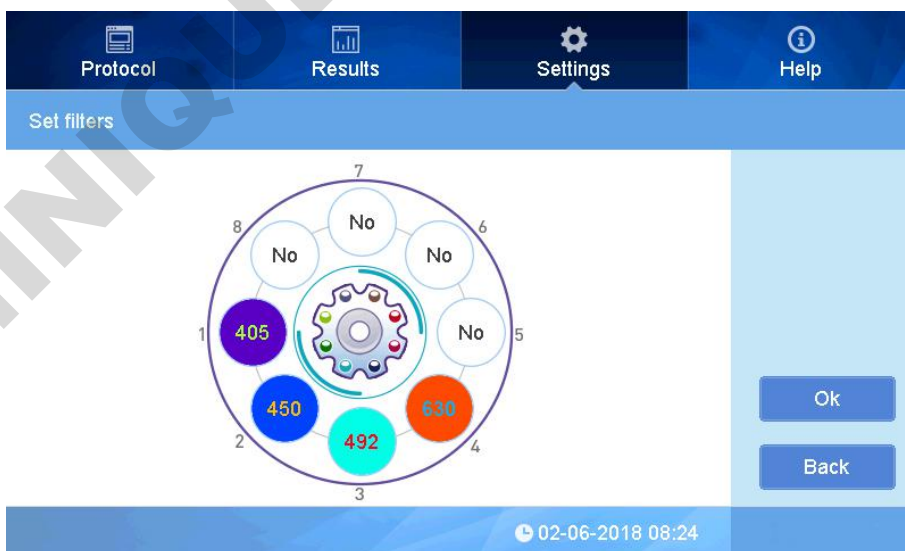 Protocol
Results
Settings
Help
Set filters
7
8
No
6
No
No
1
405
No
5
450
630
Ok
2
492
4
Back
3
02-06-2018 08:24